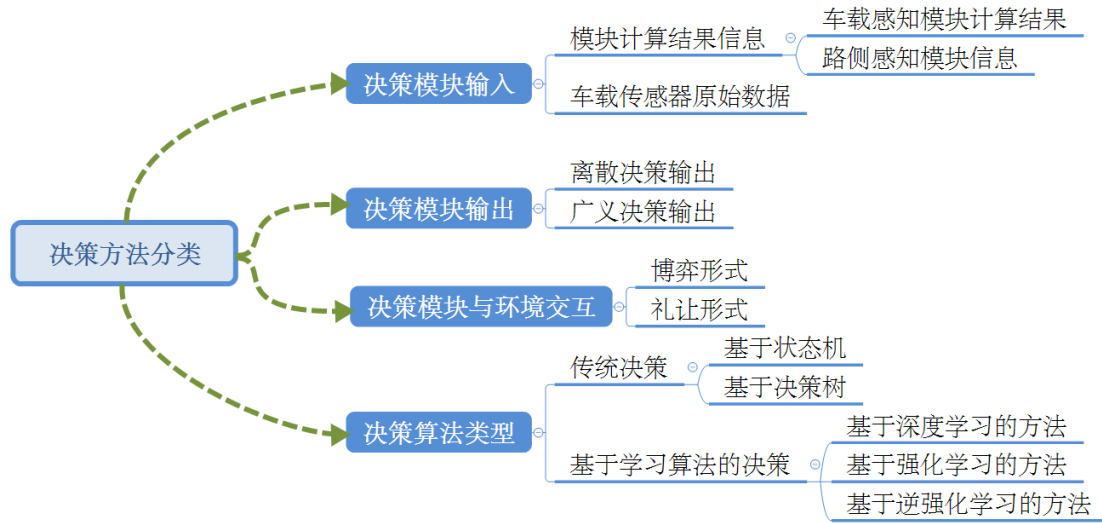 决策方法分类
决策模块输入
模块计算结果信息
车载感知模块计算结果
路侧感知模块信息
车载传感器原始数据
决策模块输出
离散决策输出
广义决策输出
决策模块与环境交互
博弈形式
礼让形式
决策算法类型
传统决策
基于状态机
基于决策树
基于学习算法的决策
基于深度学习的方法
基于强化学习的方法
基于逆强化学习的方法